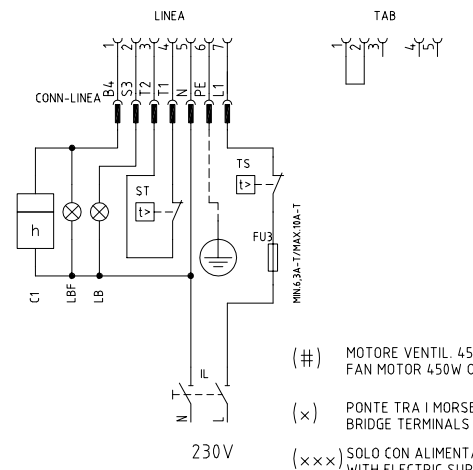 LINEA
TAB
1 2 3 4 5 6 7
1 2 3 4 5
B4 S3 T2 T1 N PE L1
CONN-LINEA
TS
t>
ST
t>
h
FU3
MIN.6,3A-T/MAX.10A-T
C1 LBF LB
IL
N L
230V
(#) MOTORE VENTIL. 45
FAN MOTOR 450W
(×) PONTE TRA I MORSE
BRIDGE TERMINALS
(×××) SOLO CON ALIMENTA
WITH ELECTRIC SUP